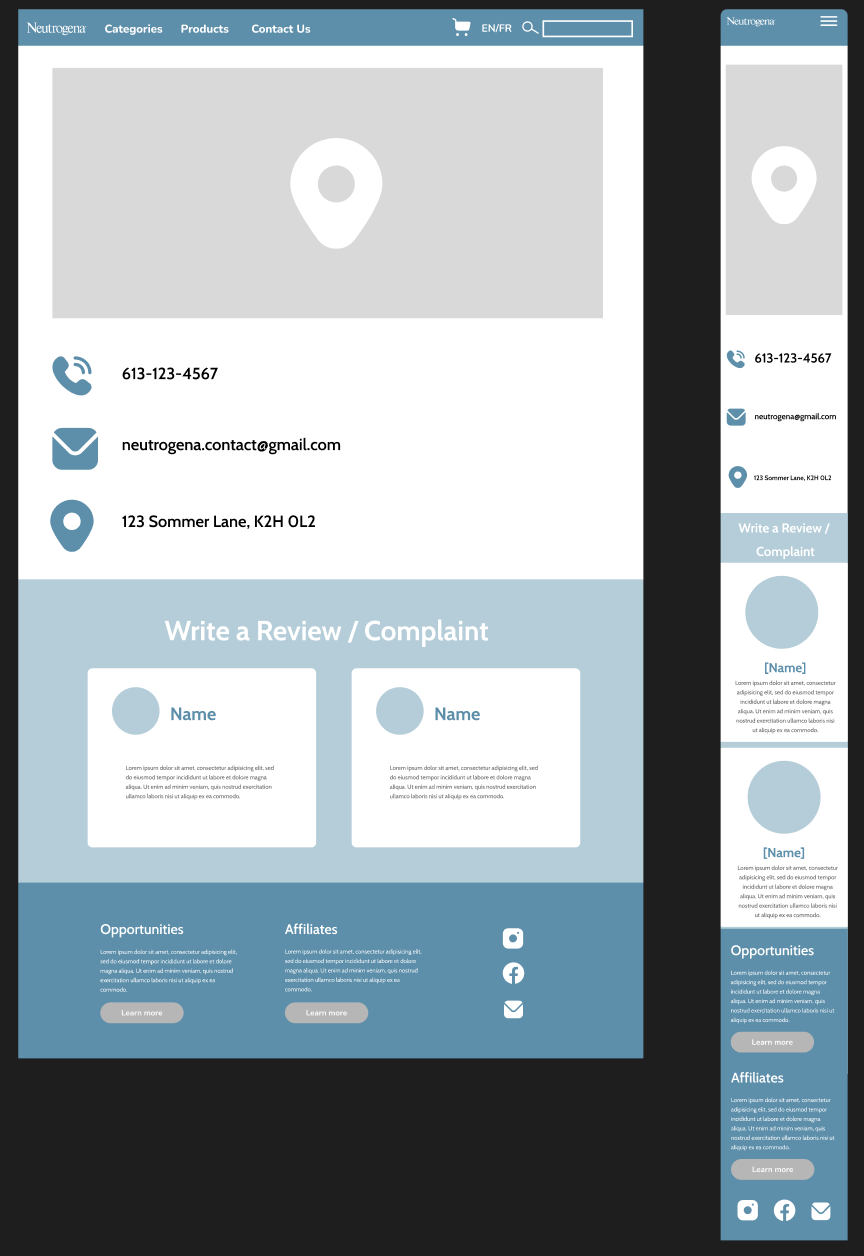 Neutrogena Categories Products Contact Us EN/FR
613-123-4567
neutrogena.contact@gmail.com
123 Sommer Lane, K2H 0L2
Write a Review / Complaint
Name
Lorem ipsum dolor sit amet, consectetur adipisicing elit, sed
do eiusmod tempor incididunt ut labore et dolore magna
aliqua. Ut enim ad minim veniam, quis nostrud exercitation
ullamco laboris nisi ut aliquip ex ea commodo.
Name
Lorem ipsum dolor sit amet, consectetur adipisicing elit, sed
do eiusmod tempor incididunt ut labore et dolore magna
aliqua. Ut enim ad minim veniam, quis nostrud exercitation
ullamco laboris nisi ut aliquip ex ea commodo.
Opportunities
Lorem ipsum dolor sit amet, consectetur adipisicing elit,
sed do eiusmod tempor incididunt ut labore et dolore
magna aliqua. Ut enim ad minim veniam, quis nostrud
exercitation ullamco laboris nisi ut aliquip ex ea
commodo.
Learn more
Affiliates
Lorem ipsum dolor sit amet, consectetur adipisicing elit,
sed do eiusmod tempor incididunt ut labore et dolore
magna aliqua. Ut enim ad minim veniam, quis nostrud
exercitation ullamco laboris nisi ut aliquip ex ea
commodo.
Learn more
Neutrogena
613-123-4567
neutrogena@gmail.com
123 Sommer Lane, K2H 0L2
Write a Review /
Complaint
[Name]
Lorem ipsum dolor sit amet, consectetur
adipisicing elit, sed do eiusmod tempor
incididunt ut labore et dolore magna
aliqua. Ut enim ad minim veniam, quis
nostrud exercitation ullamco laboris nisi
ut aliquip ex ea commodo.
[Name]
Lorem ipsum dolor sit amet, consectetur
adipisicing elit, sed do eiusmod tempor
incididunt ut labore et dolore magna
aliqua. Ut enim ad minim veniam, quis
nostrud exercitation ullamco laboris nisi
ut aliquip ex ea commodo.
Opportunities
Lorem ipsum dolor sit amet, consectetur
adipisicing elit, sed do eiusmod tempor
incididunt ut labore et dolore magna
aliqua. Ut enim ad minim veniam, quis
nostrud exercitation ullamco laboris nisi ut
aliquip ex ea commodo.
Learn more
Affiliates
Lorem ipsum dolor sit amet, consectetur
adipisicing elit, sed do eiusmod tempor
incididunt ut labore et dolore magna
aliqua. Ut enim ad minim veniam, quis
nostrud exercitation ullamco laboris nisi ut
aliquip ex ea commodo.
Learn more